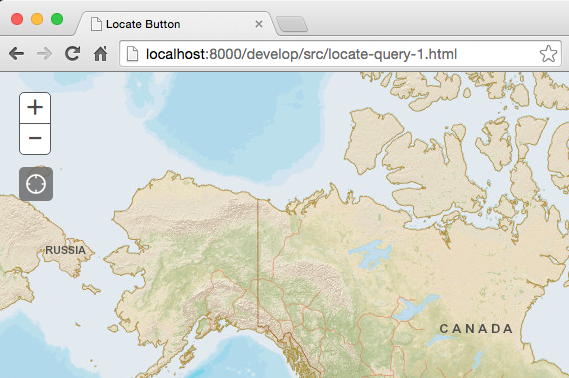 Locate Button
localhost:8000/develop/src/locate-query-1.html
+
−
RUSSIA
CANADA